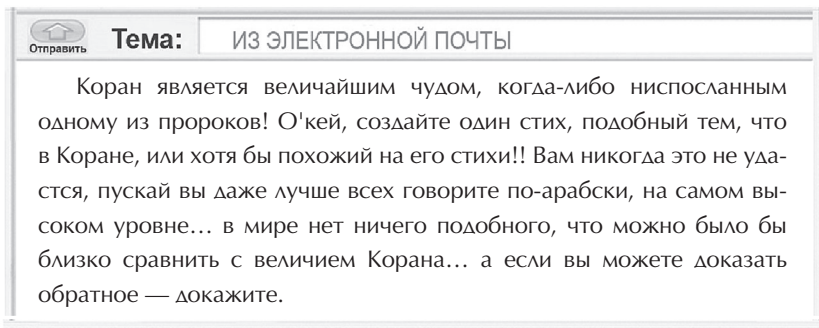 Отправить Тема: ИЗ ЭЛЕКТРОННОЙ ПОЧТЫ
Коран является величайшим чудом, когда-либо ниспосланным
одному из пророков! О'кей, создайте один стих, подобный тем, что
в Коране, или хотя бы похожий на его стихи!! Вам никогда это не уда-
стся, пускай вы даже лучше всех говорите по-арабски, на самом вы-
соком уровне... в мире нет ничего подобного, что можно было бы
близко сравнить с величием Корана... а если вы можете доказать
обратное — докажите.